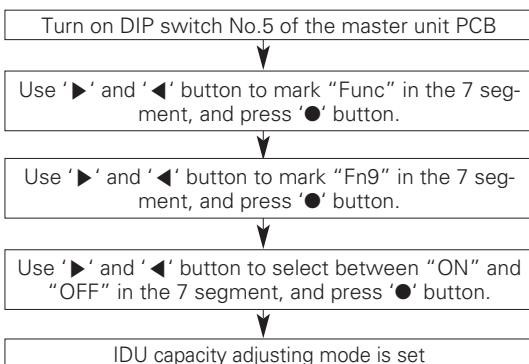 Turn on DIP switch No.5 of the master unit PCB
Use ‘▶‘ and ‘◀‘ button to mark “Func” in the 7 seg-
ment, and press ‘●‘ button.
Use ‘▶‘ and ‘◀‘ button to mark “Fn9” in the 7 seg-
ment, and press ‘●‘ button.
Use ‘▶‘ and ‘◀‘ button to select between “ON” and
“OFF” in the 7 segment, and press ‘●‘ button.
IDU capacity adjusting mode is set